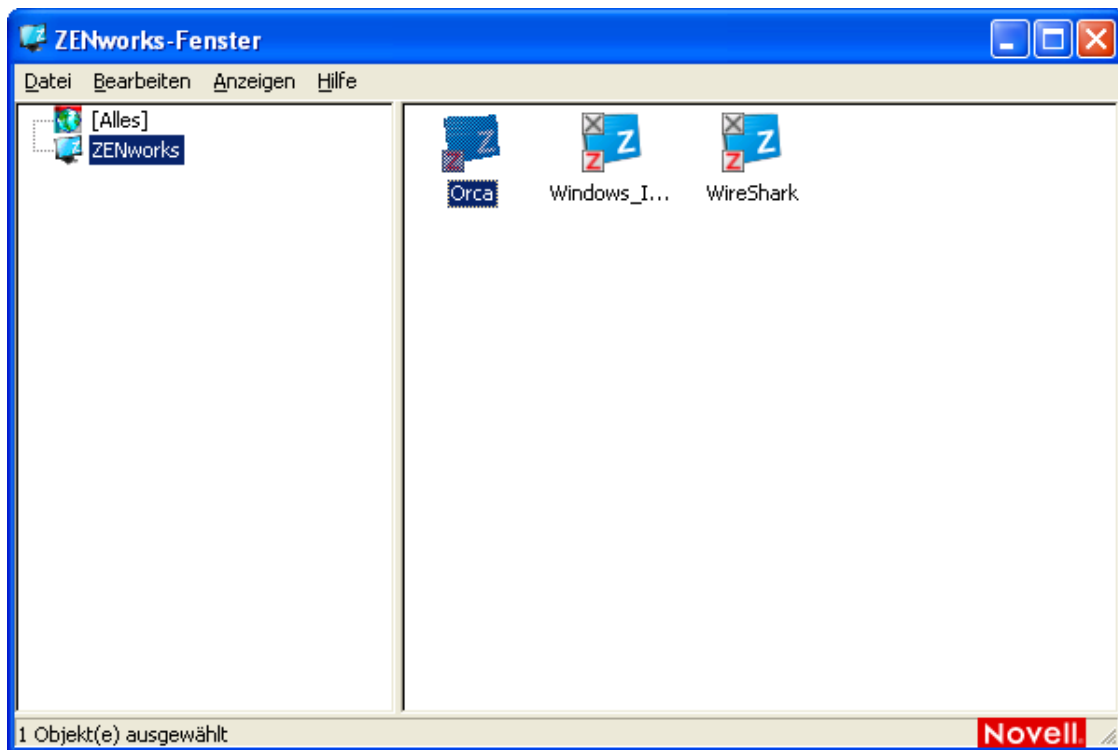 ZENworks-Fenster
Datei Bearbeiten Anzeigen Hilfe
[Alles]
ZENworks
Orca Windows_I... WireShark
1 Objekt(e) ausgewählt
Novell.